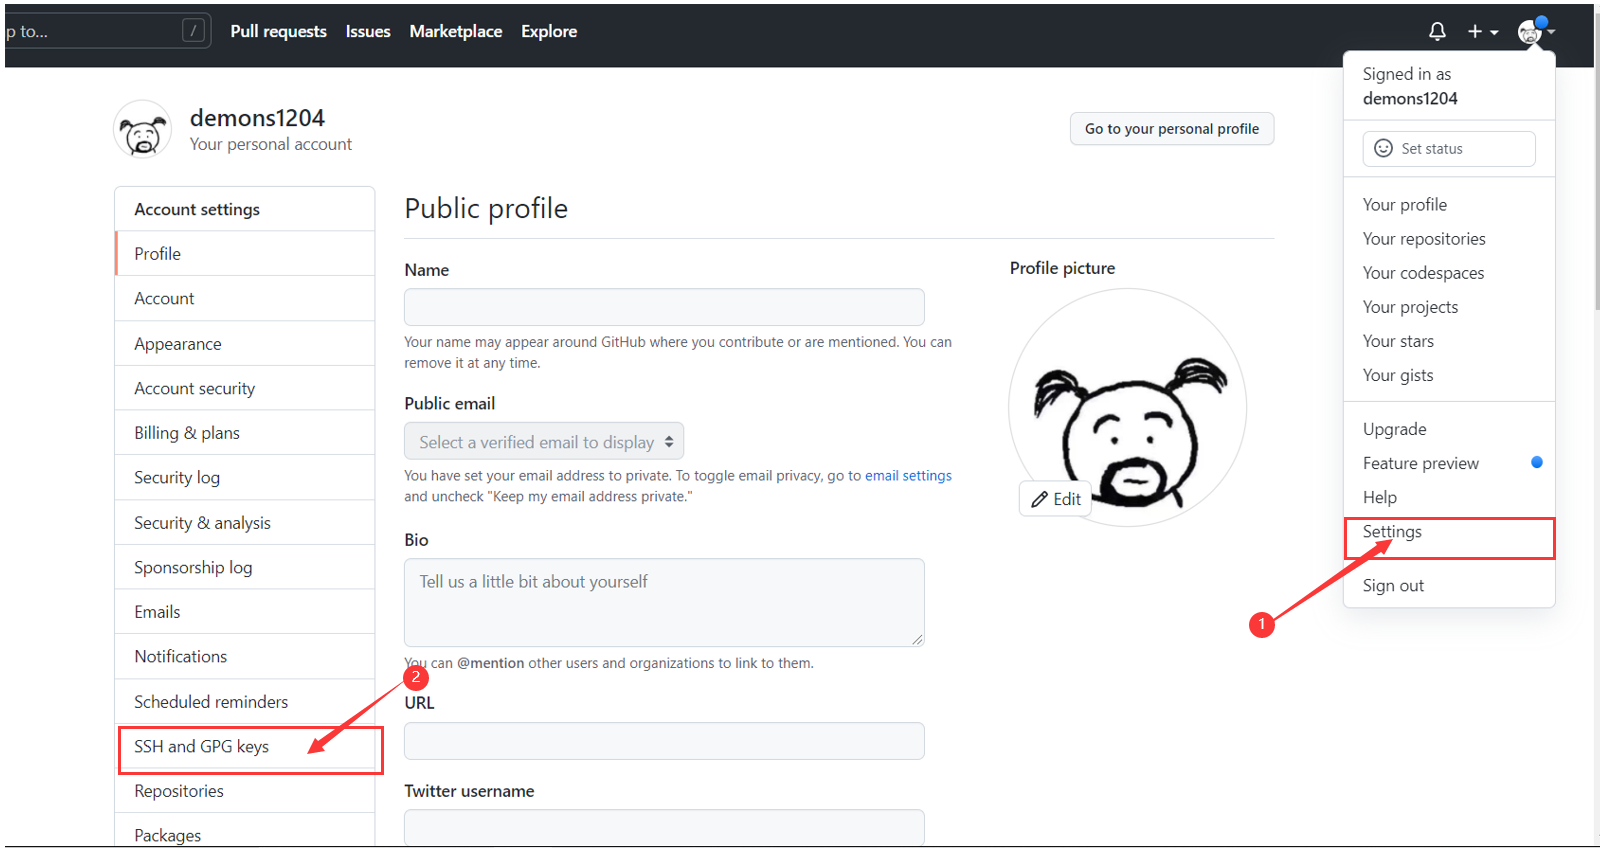 p to...
/
Pull requests
Issues
Marketplace
Explore
Signed in as
demons1204
Set status
Your profile
Your repositories
Your codespaces
Your projects
Your stars
Your gists
Upgrade
Feature preview
Help
Settings
Sign out
1
demons1204
Your personal account
Go to your personal profile
Account settings
Profile
Account
Appearance
Account security
Billing & plans
Security log
Security & analysis
Sponsorship log
Emails
Notifications
Scheduled reminders
SSH and GPG keys
Repositories
Packages
2
Public profile
Name
Your name may appear around GitHub where you contribute or are mentioned. You can
remove it at any time.
Public email
Select a verified email to display
You have set your email address to private. To toggle email privacy, go to email settings
and uncheck "Keep my email address private."
Bio
Tell us a little bit about yourself
You can @mention other users and organizations to link to them.
URL
Twitter username
Profile picture
Edit